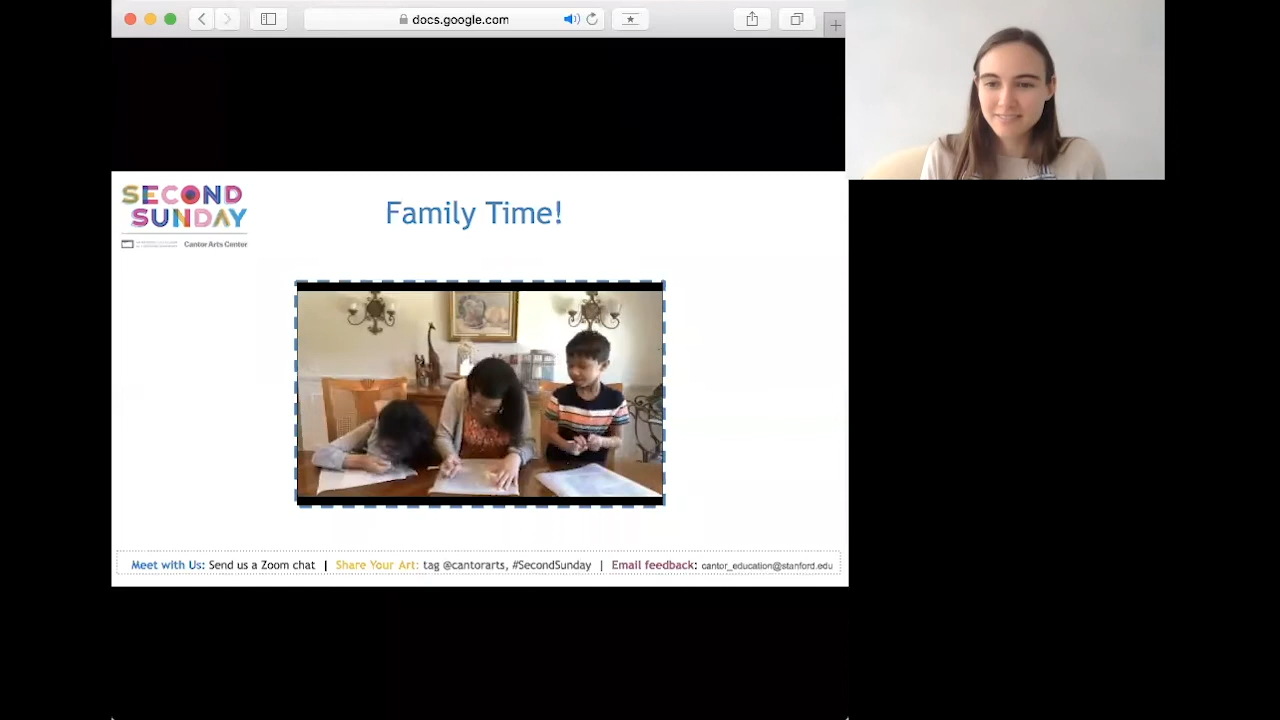 docs.google.com
SECOND
SUNDAY
Cantor Arts Center
Family Time!
Meet with Us: Send us a Zoom chat | Share Your Art: tag @cantorarts, #SecondSunday | Email feedback: cantor_education@stanford.edu